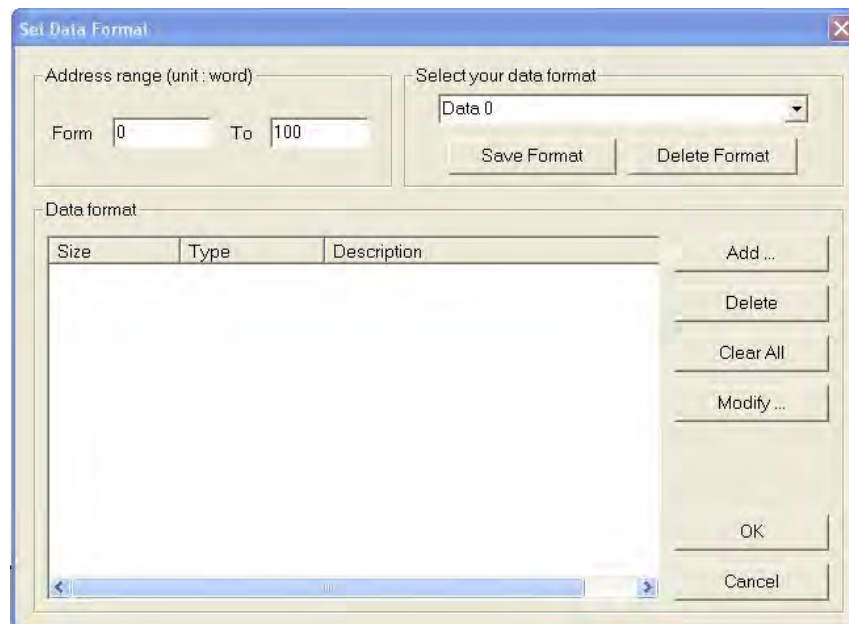 Set Data Format
Address range (unit : word)
Form 0 To 100
Select your data format
Data 0
Save Format Delete Format
Data format
Size Type Description
Add ...
Delete
Clear All
Modify ...
OK
Cancel